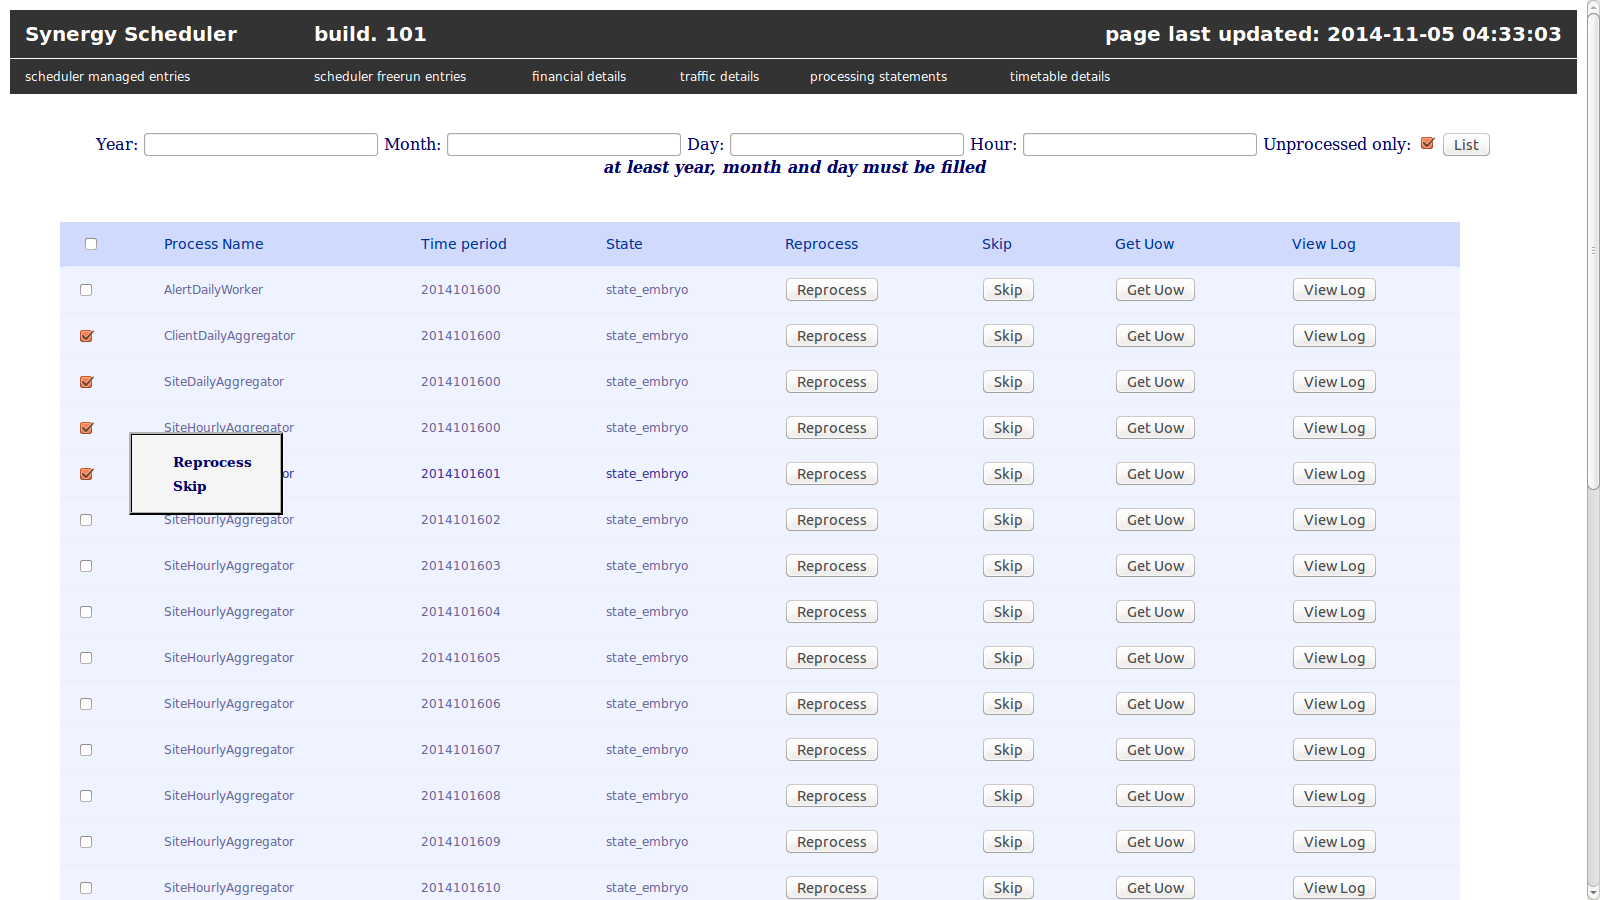 Synergy Scheduler build. 101 page last updated: 2014-11-05 04:33:03
scheduler managed entries scheduler freerun entries financial details traffic details processing statements timetable details
Year: Month: Day: Hour: Unprocessed only: List
at least year, month and day must be filled
Process Name Time period State Reprocess Skip Get Uow View Log
AlertDailyWorker 2014101600 state_embryo Reprocess Skip Get Uow View Log
ClientDailyAggregator 2014101600 state_embryo Reprocess Skip Get Uow View Log
SiteDailyAggregator 2014101600 state_embryo Reprocess Skip Get Uow View Log
SiteHourlyAggregator 2014101600 state_embryo Reprocess Skip Get Uow View Log
Reprocess
or 2014101601 state_embryo Reprocess Skip Get Uow View Log
Skip
SiteHourlyAggregator 2014101602 state_embryo Reprocess Skip Get Uow View Log
SiteHourlyAggregator 2014101603 state_embryo Reprocess Skip Get Uow View Log
SiteHourlyAggregator 2014101604 state_embryo Reprocess Skip Get Uow View Log
SiteHourlyAggregator 2014101605 state_embryo Reprocess Skip Get Uow View Log
SiteHourlyAggregator 2014101606 state_embryo Reprocess Skip Get Uow View Log
SiteHourlyAggregator 2014101607 state_embryo Reprocess Skip Get Uow View Log
SiteHourlyAggregator 2014101608 state_embryo Reprocess Skip Get Uow View Log
SiteHourlyAggregator 2014101609 state_embryo Reprocess Skip Get Uow View Log
SiteHourlyAggregator 2014101610 state_embryo Reprocess Skip Get Uow View Log